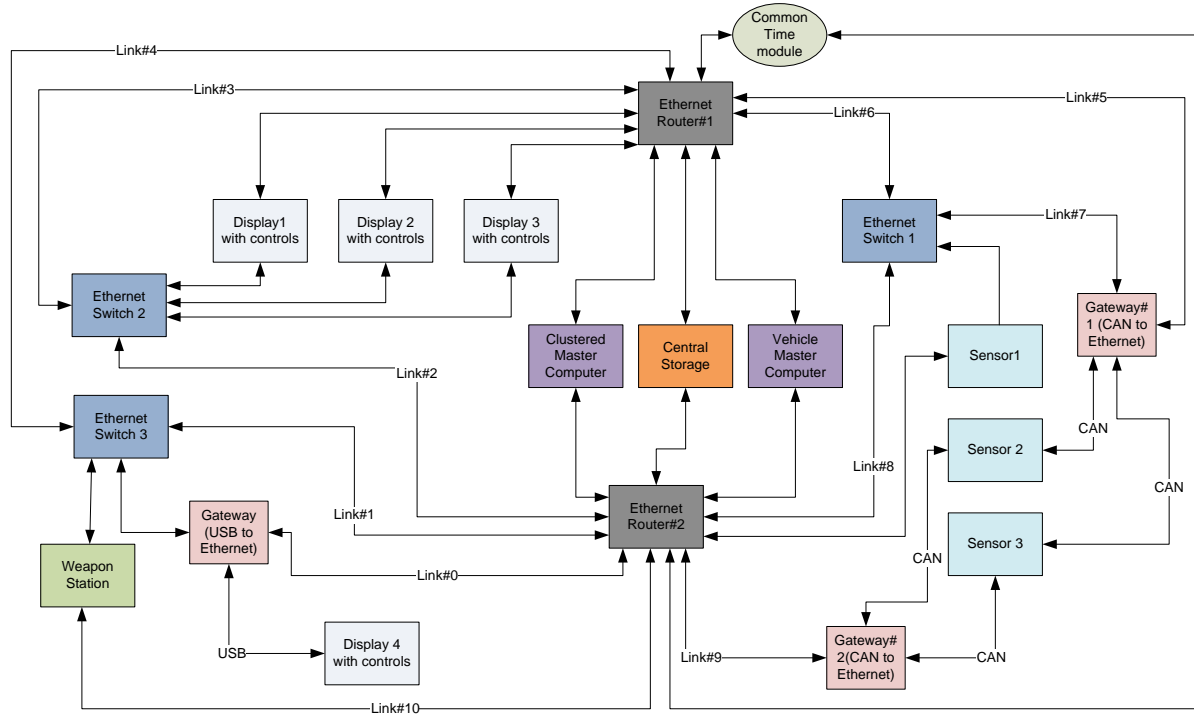 Common
Time
module
Link#4
Link#3
Link#5
Ethernet
Router#1
Link#6
Display1
with controls
Display 2
with controls
Display 3
with controls
Ethernet
Switch 1
Link#7
Ethernet
Switch 2
Gateway#
1 (CAN to
Ethernet)
Clustered
Master
Computer
Central
Storage
Vehicle
Master
Computer
Sensor1
Link#2
Ethernet
Switch 3
CAN
Sensor 2
Link#8
CAN
Gateway
(USB to
Ethernet)
Link#1
Ethernet
Router#2
Sensor 3
Weapon
Station
Link#0
CAN
Display 4
with controls
USB
Link#9
Gateway#
2(CAN to
Ethernet)
CAN
Link#10